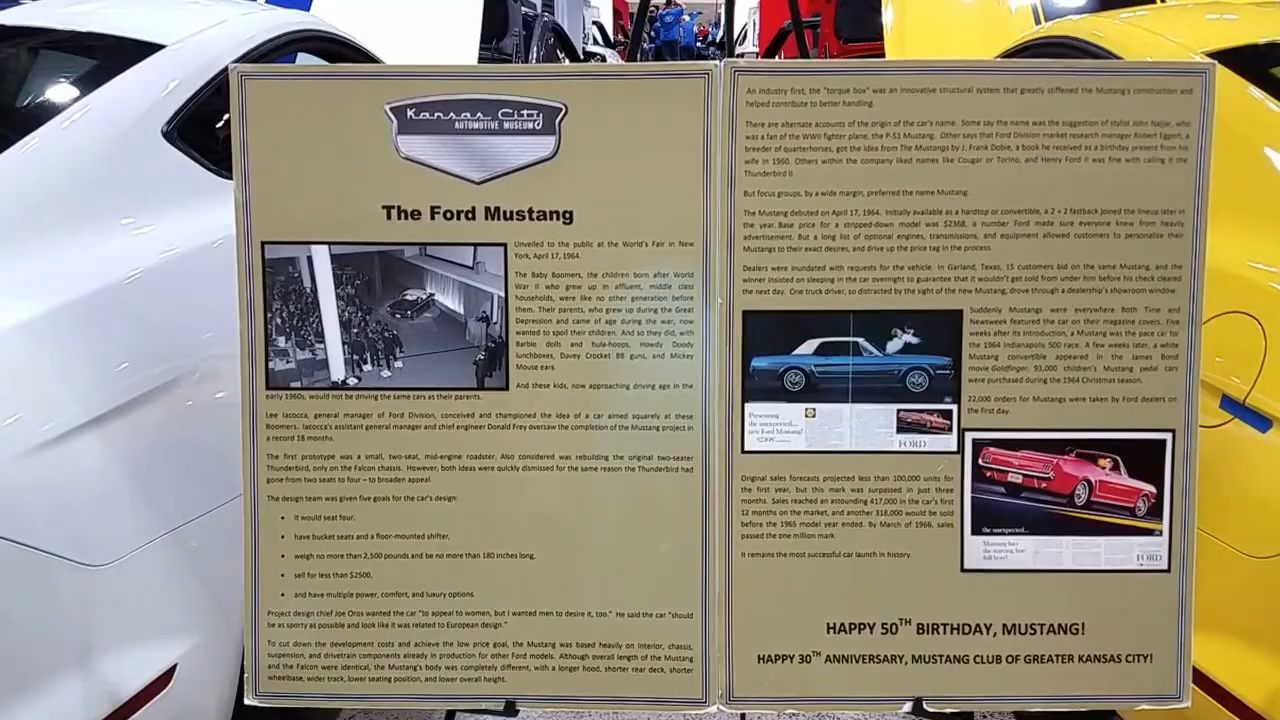 Kansas City
AUTOMOTIVE MUSEUM
The Ford Mustang
Unveiled to the public at the World's Fair in New
York, April 17, 1964.
The Baby Boomers, the children born after World
War II who grew up in affluent, middle class
households, were like no other generation before
them. Their parents, who grew up during the Great
Depression and came of age during the war, now
wanted to spoil their children. And so they did, with
Barbie dolls and hula-hoops, Howdy Doody
lunchboxes, Davey Crocket BB guns, and Mickey
Mouse ears.
And these kids, now approaching driving age in the
early 1960s, would not be driving the same cars as their parents.
Lee Iacocca, general manager of Ford Division, conceived and championed the idea of a car aimed squarely at these
Boomers. Iacocca's assistant general manager and chief engineer Donald Frey oversaw the completion of the Mustang project in
a record 18 months.
The first prototype was a small, two-seat, mid-engine roadster. Also considered was rebuilding the original two-seater
Thunderbird, only on the Falcon chassis. However, both ideas were quickly dismissed for the same reason the Thunderbird had
gone from two seats to four – to broaden appeal.
The design team was given five goals for the car's design:
• It would seat four,
• have bucket seats and a floor-mounted shifter,
• weigh no more than 2,500 pounds and be no more than 180 inches long,
• sell for less than $2500,
• and have multiple power, comfort, and luxury options.
Project design chief Joe Oros wanted the car "to appeal to women, but I wanted men to desire it, too." He said the car "should
be as sporty as possible and look like it was related to European design."
To cut down the development costs and achieve the low price goal, the Mustang was based heavily on interior, chassis,
suspension, and drivetrain components already in production for other Ford models. Although overall length of the Mustang
and the Falcon were identical, the Mustang's body was completely different, with a longer hood, shorter rear deck, shorter
wheelbase, wider track, lower seating position, and lower overall height.
An industry first, the "torque box" was an innovative structural system that greatly stiffened the Mustang's construction and
helped contribute to better handling.
There are alternate accounts of the origin of the car's name. Some say the name was the suggestion of stylist John Najjar, who
was a fan of the WWII fighter plane, the P-51 Mustang. Other says that Ford Division market research manager Robert Eggert, a
breeder of quarterhorses, got the idea from The Mustangs by J. Frank Dobie, a book he received as a birthday present from his
wife in 1960. Others within the company liked names like Cougar or Torino, and Henry Ford II was fine with calling it the
Thunderbird II
But focus groups, by a wide margin, preferred the name Mustang.
The Mustang debuted on April 17, 1964. Initially available as a hardtop or convertible, a 2 + 2 fastback joined the lineup later in
the year. Base price for a stripped-down model was $2368, a number Ford made sure everyone knew from heavily
advertisement. But a long list of optional engines, transmissions, and equipment allowed customers to personalize their
Mustangs to their exact desires, and drive up the price tag in the process.
Dealers were inundated with requests for the vehicle. In Garland, Texas, 15 customers bid on the same Mustang, and the
winner insisted on sleeping in the car overnight to guarantee that it wouldn't get sold from under him before his check cleared
the next day. One truck driver, so distracted by the sight of the new Mustang, drove through a dealership's showroom window
Suddenly Mustangs were everywhere. Both Time and
Newsweek featured the car on their magazine covers. Five
weeks after its introduction, a Mustang was the pace car for
the 1964 Indianapolis 500 race. A few weeks later, a white
Mustang convertible appeared in the James Bond
movie Goldfinger. 93,000 children's Mustang pedal cars
were purchased during the 1964 Christmas season.
22,000 orders for Mustangs were taken by Ford dealers on
the first day.
Presenting
the unexpected...
new Ford Mustang!
FORD
Original sales forecasts projected less than 100,000 units for
the first year, but this mark was surpassed in just three
months. Sales reached an astounding 417,000 in the car's first
12 months on the market, and another 318,000 would be sold
before the 1965 model year ended. By March of 1966, sales
passed the one million mark.
It remains the most successful car launch in history.
the unexpected...
Mustang has
the starting line
full bore!
FORD
HAPPY 50TH BIRTHDAY, MUSTANG!
HAPPY 30TH ANNIVERSARY, MUSTANG CLUB OF GREATER KANSAS CITY!